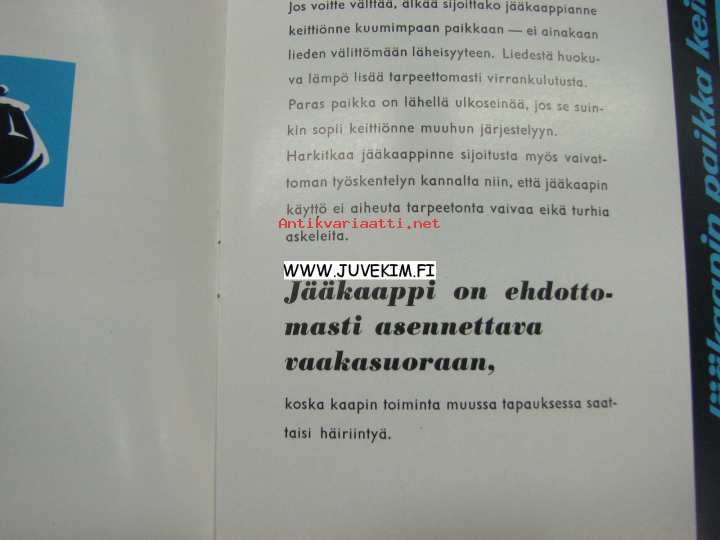 Jos voitte välttää, älkää sijoittako jääkaappianne
keittiönne kuumimpaan paikkaan — ei ainakaan
lieden välittömään läheisyyteen. Liedestä huoku-
va lämpö lisää tarpeettomasti virrankulutusta.
Paras paikka on lähellä ulkoseinää, jos se suin-
kin sopii keittiönne muuhun järjestelyyn.
Harkitkaa jääkaappinne sijoitusta myös vaivat-
toman työskentelyn kannalta niin, että jääkaapin
käyttö ei aiheuta tarpeetonta vaivaa eikä turhia
Antikvariaatti.net
askeleita.
WWW.JUVEKIM.FI
Jääkaappi on ehdotto-
masti asennettava
vaakasuoraan,
koska kaapin toiminta muussa tapauksessa saat-
taisi häiriintyä.
jääkaapin paikka kei